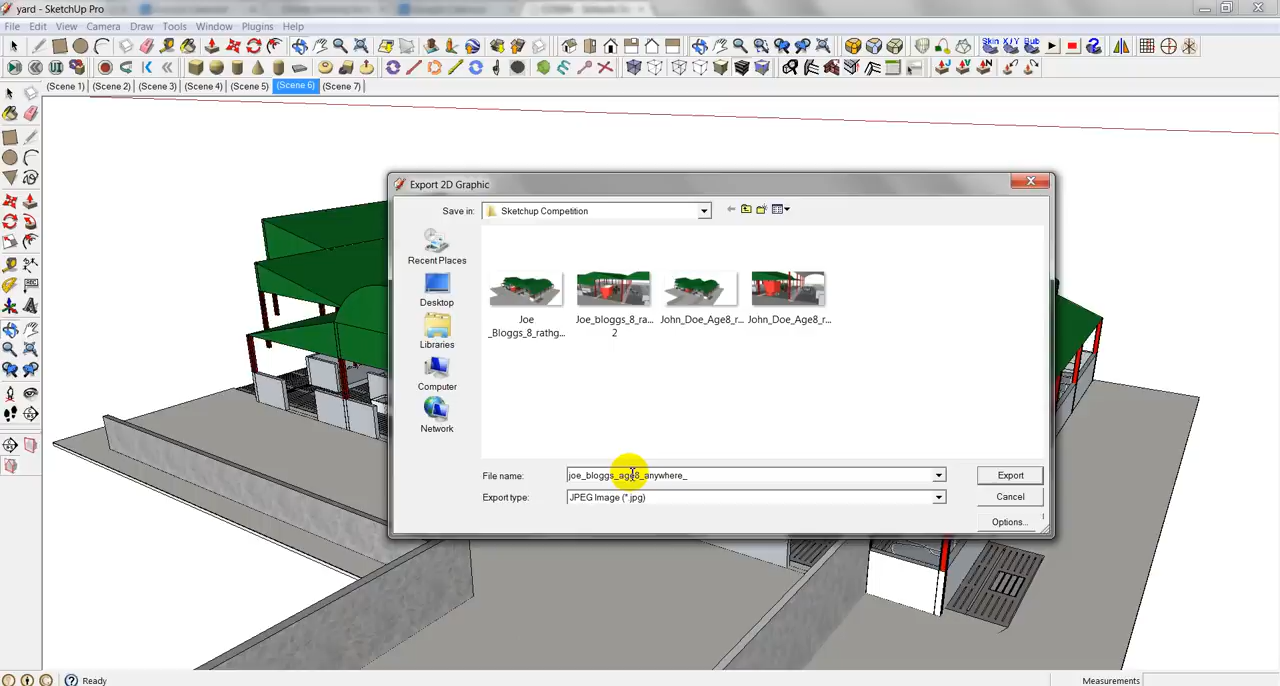 yard - SketchUp Pro
File Edit View Camera Draw Tools Window Plugins Help
(Scene 1) (Scene 2) (Scene 3) (Scene 4) (Scene 5) (Scene 6) (Scene 7)
Export 2D Graphic
Save in: Sketchup Competition
Recent Places
Desktop
Libraries
Computer
Network
Joe
_Bloggs_8_rathg...
Joe_bloggs_8_ra...
2
John_Doe_Age8_r...
John_Doe_Age8_r...
File name: joe_bloggs_age8_anywhere_
Export
Export type: JPEG Image (*.jpg)
Cancel
Options...
Ready
Measurements